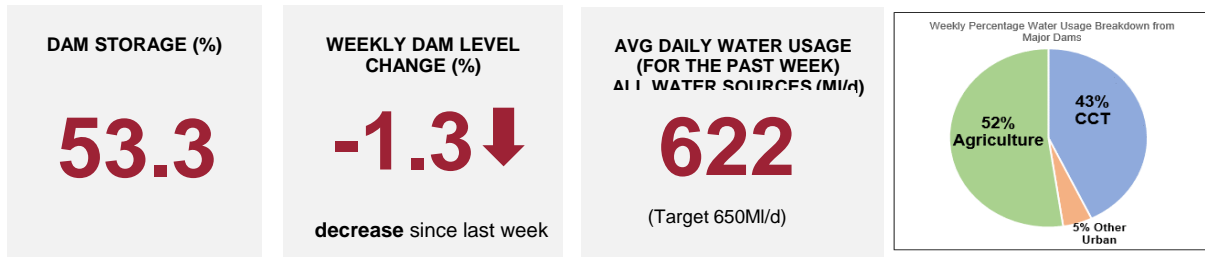 DAM STORAGE (%)
53.3
WEEKLY DAM LEVEL
CHANGE (%)
-1.3
decrease since last week
AVG DAILY WATER USAGE
(FOR THE PAST WEEK)
ALL WATER SOURCES (Ml/d)
622
(Target 650Ml/d)
Weekly Percentage Water Usage Breakdown from
Major Dams
43%
CCT
52%
Agriculture
5% Other
Urban